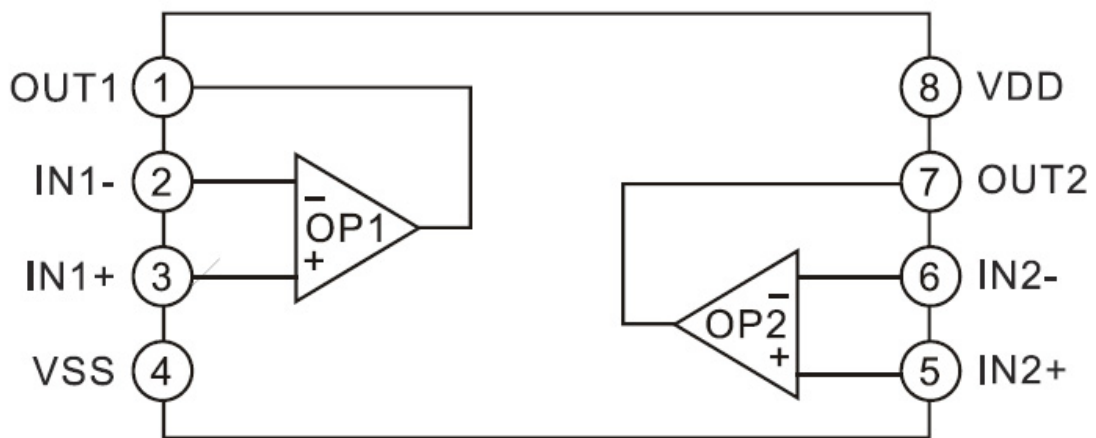 OUT1 1
IN1- 2
IN1+ 3
VSS 4
- OP1 +
8 VDD
7 OUT2
6 IN2-
5 IN2+
- OP2 +